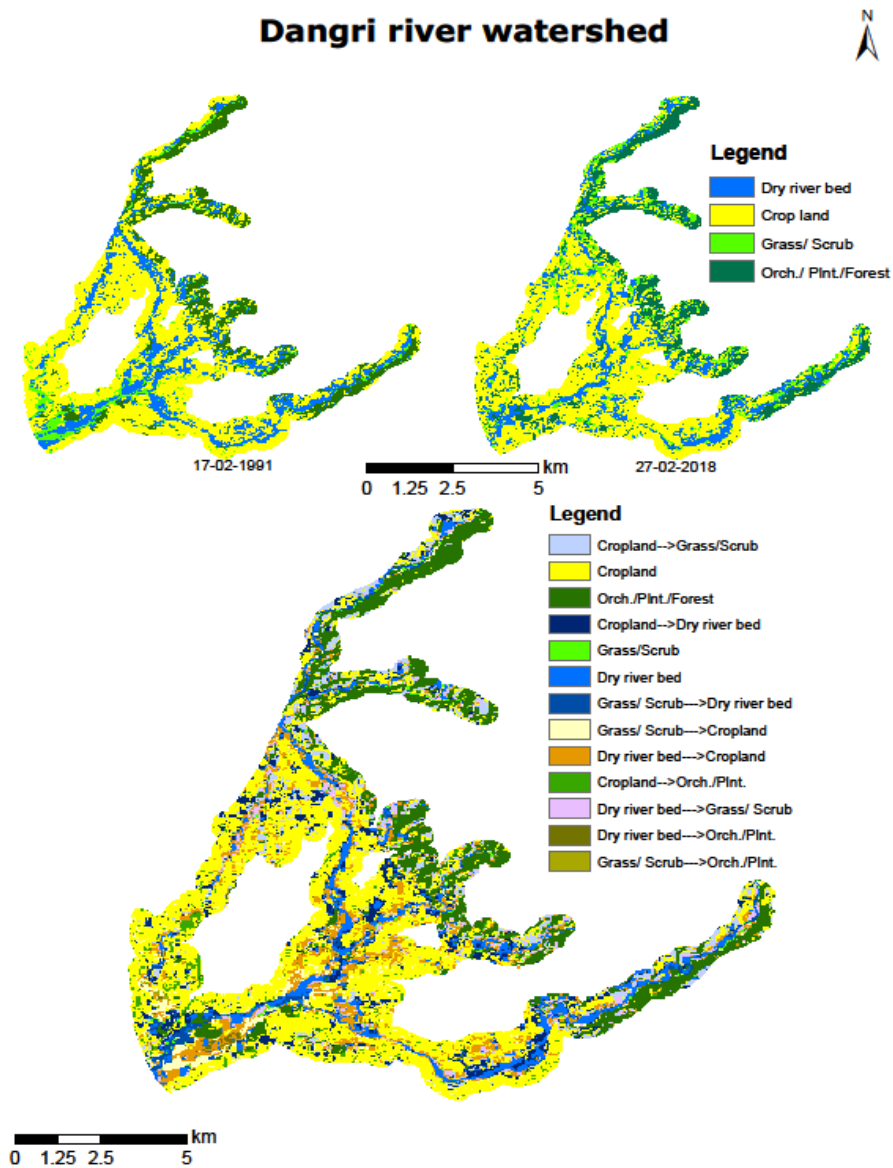 Dangri river watershed
N
Legend
Dry river bed
Crop land
Grass/ Scrub
Orch./ Plnt./Forest
17-02-1991
km
27-02-2018
0 1.25 2.5 5
Legend
Cropland-->Grass/Scrub
Cropland
Orch./Plnt./Forest
Cropland-->Dry river bed
Grass/Scrub
Dry river bed
Grass/ Scrub--->Dry river bed
Grass/ Scrub--->Cropland
Dry river bed-->Cropland
Cropland-->Orch./Plnt.
Dry river bed--->Grass/ Scrub
Dry river bed--->Orch./Plnt.
Grass/ Scrub--->Orch./Plnt.
km
0 1.25 2.5 5